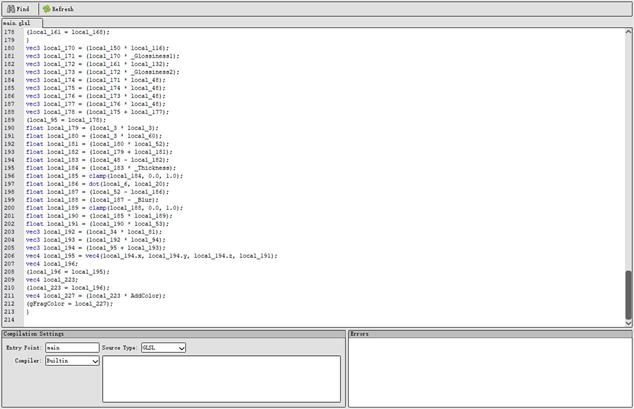 Find Refresh
main.glsl
178 (local_161 = local_168);
179 }
180 vec3 local_170 = (local_150 * local_116);
181 vec3 local_171 = (local_170 * _Glossiness1);
182 vec3 local_172 = (local_161 * local_132);
183 vec3 local_173 = (local_172 * _Glossiness2);
184 vec3 local_174 = (local_171 * local_48);
185 vec3 local_175 = (local_174 * local_48);
186 vec3 local_176 = (local_173 * local_48);
187 vec3 local_177 = (local_176 * local_48);
188 vec3 local_178 = (local_175 + local_177);
189 (local_95 = local_178);
190 float local_179 = (local_3 * local_3);
191 float local_180 = (local_3 * local_60);
192 float local_181 = (local_180 * local_52);
193 float local_182 = (local_179 + local_181);
194 float local_183 = (local_48 - local_182);
195 float local_184 = (local_183 * _Thickness);
196 float local_185 = clamp(local_184, 0.0, 1.0);
197 float local_186 = dot(local_6, local_20);
198 float local_187 = (local_52 - local_186);
199 float local_188 = (local_187 - _Blur);
200 float local_189 = clamp(local_188, 0.0, 1.0);
201 float local_190 = (local_185 * local_189);
202 float local_191 = (local_190 * local_53);
203 vec3 local_192 = (local_34 * local_81);
204 vec3 local_193 = (local_192 * local_94);
205 vec3 local_194 = (local_95 + local_193);
206 vec4 local_195 = vec4(local_194.x, local_194.y, local_194.z, local_191);
207 vec4 local_196;
208 (local_196 = local_195);
209 vec4 local_223;
210 (local_223 = local_196);
211 vec4 local_227 = (local_223 * AddColor);
212 (gFragColor = local_227);
213 }
214
Compilation Settings Errors
Entry Point: main Source Type: GLSL
Compiler: Builtin